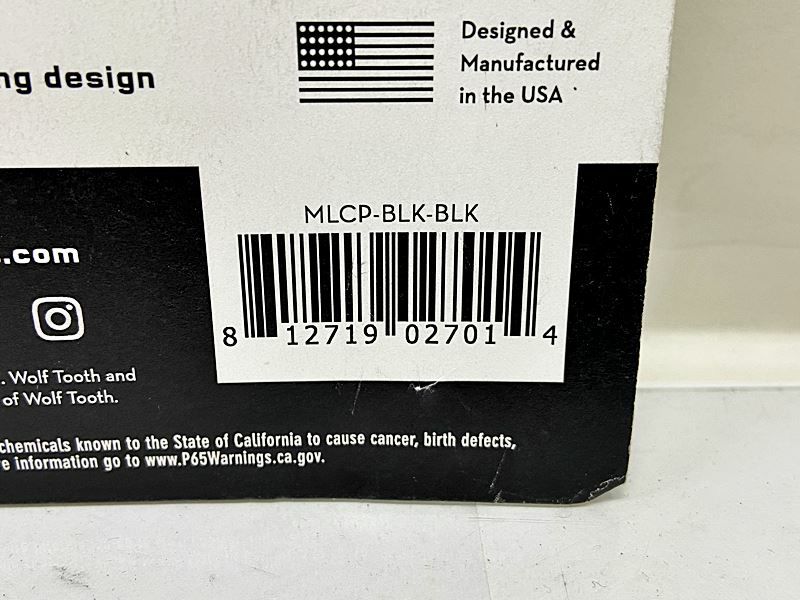 Designed &
Manufactured
in the USA
design
MLCP-BLK-BLK
8 12719 02701 4
.com
. Wolf Tooth and
of Wolf Tooth.
chemicals known to the State of California to cause cancer, birth defects,
information go to www.P65Warnings.ca.gov.